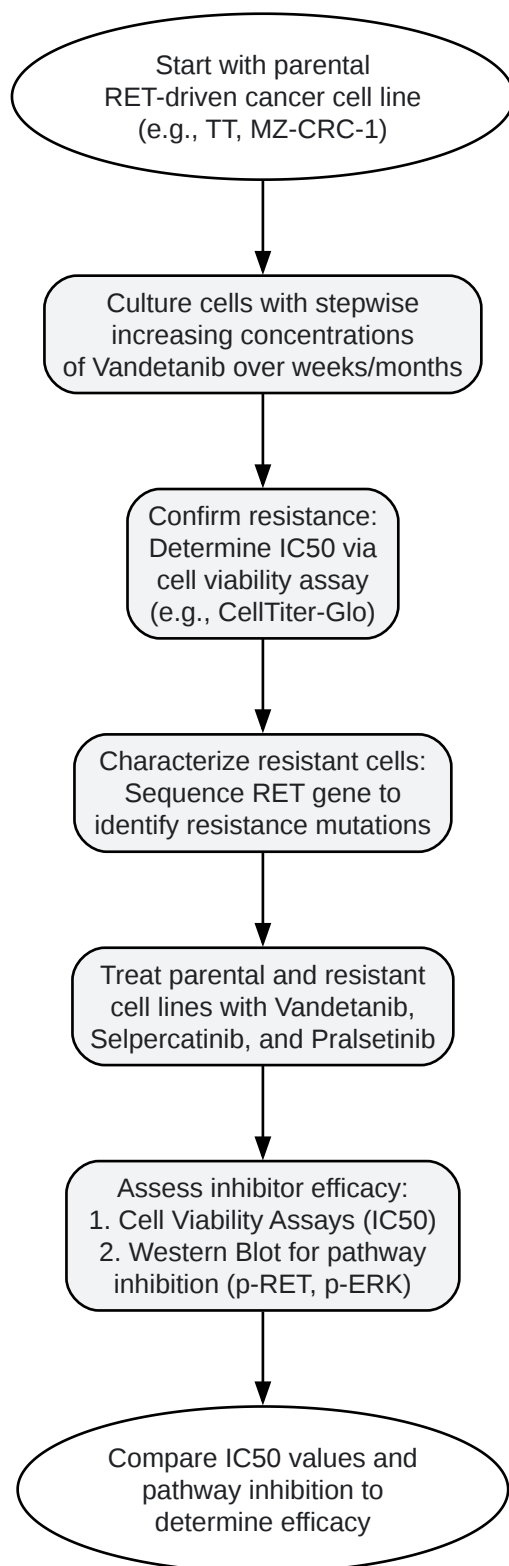 Start with parental
RET-driven cancer cell line
(e.g., TT, MZ-CRC-1)
Culture cells with stepwise
increasing concentrations
of Vandetanib over weeks/months
Confirm resistance:
Determine IC50 via
cell viability assay
(e.g., CellTiter-Glo)
Characterize resistant cells:
Sequence RET gene to
identify resistance mutations
Treat parental and resistant
cell lines with Vandetanib,
Selpercatinib, and Pralsetinib
Assess inhibitor efficacy:
1. Cell Viability Assays (IC50)
2. Western Blot for pathway
inhibition (p-RET, p-ERK)
Compare IC50 values and
pathway inhibition to
determine efficacy